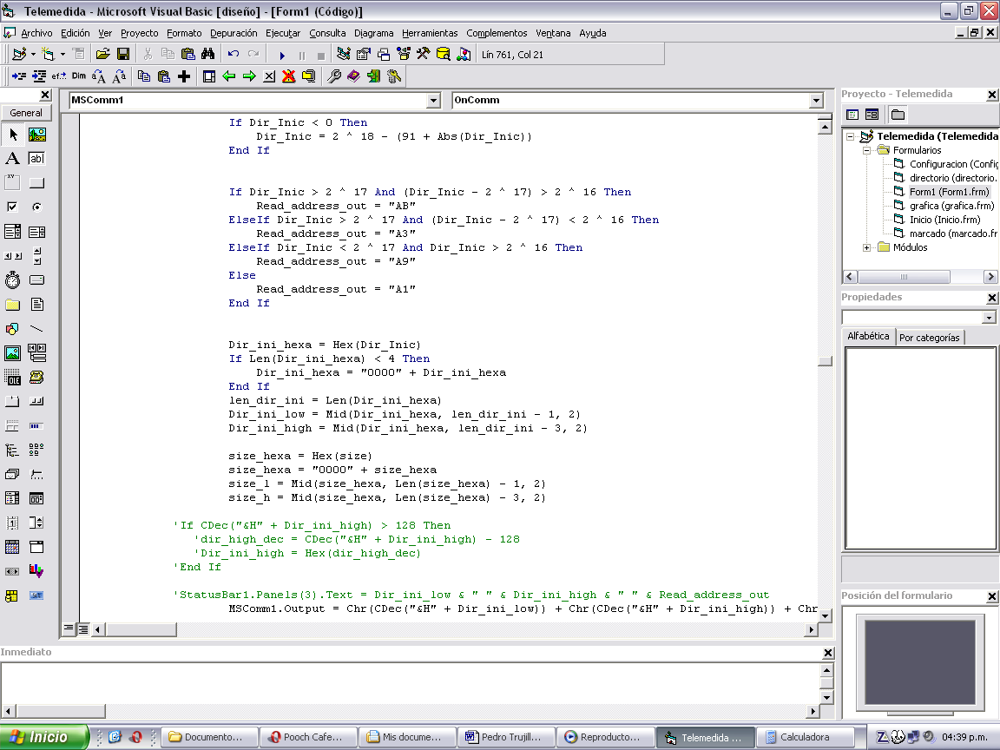 Telemedida - Microsoft Visual Basic [diseño] - [Form1 (Código)]
Archivo Edición Ver Proyecto Formato Depuración Ejecutar Consulta Diagrama Herramientas Complementos Ventana Ayuda
Lín 761, Col 21
General
MSComm1 OnComm
If Dir_Inic < 0 Then
Dir_Inic = 2 ^ 18 - (91 + Abs(Dir_Inic))
End If
If Dir_Inic > 2 ^ 17 And (Dir_Inic - 2 ^ 17) > 2 ^ 16 Then
Read_address_out = "AB"
ElseIf Dir_Inic > 2 ^ 17 And (Dir_Inic - 2 ^ 17) < 2 ^ 16 Then
Read_address_out = "A3"
ElseIf Dir_Inic < 2 ^ 17 And Dir_Inic > 2 ^ 16 Then
Read_address_out = "A9"
Else
Read_address_out = "A1"
End If
Dir_ini_hexa = Hex(Dir_Inic)
If Len(Dir_ini_hexa) < 4 Then
Dir_ini_hexa = "0000" + Dir_ini_hexa
End If
len_dir_ini = Len(Dir_ini_hexa)
Dir_ini_low = Mid(Dir_ini_hexa, len_dir_ini - 1, 2)
Dir_ini_high = Mid(Dir_ini_hexa, len_dir_ini - 3, 2)
size_hexa = Hex(size)
size_hexa = "0000" + size_hexa
size_l = Mid(size_hexa, Len(size_hexa) - 1, 2)
size_h = Mid(size_hexa, Len(size_hexa) - 3, 2)
'If CDec("&H" + Dir_ini_high) > 128 Then
'dir_high_dec = CDec("&H" + Dir_ini_high) - 128
'Dir_ini_high = Hex(dir_high_dec)
'End If
'StatusBar1.Panels(3).Text = Dir_ini_low & " " & Dir_ini_high & " " & Read_address_out
MSComm1.Output = Chr(CDec("&H" + Dir_ini_low)) + Chr(CDec("&H" + Dir_ini_high)) + Chr
Proyecto - Telemedida
Telemedida (Telemedida
Formularios
Configuracion (Config
directorio (directorio.
Form1 (Form1.frm)
grafica (grafica.frm)
Inicio (Inicio.frm)
marcado (marcado.fr
Módulos
Propiedades
Alfabética Por categorías
Posición del formulario
Inmediato
Inicio Documento... Pooch Cafe... Mis docume... Pedro Trujill... Reproducto... Telemedida ... Calculadora 04:39 p.m.